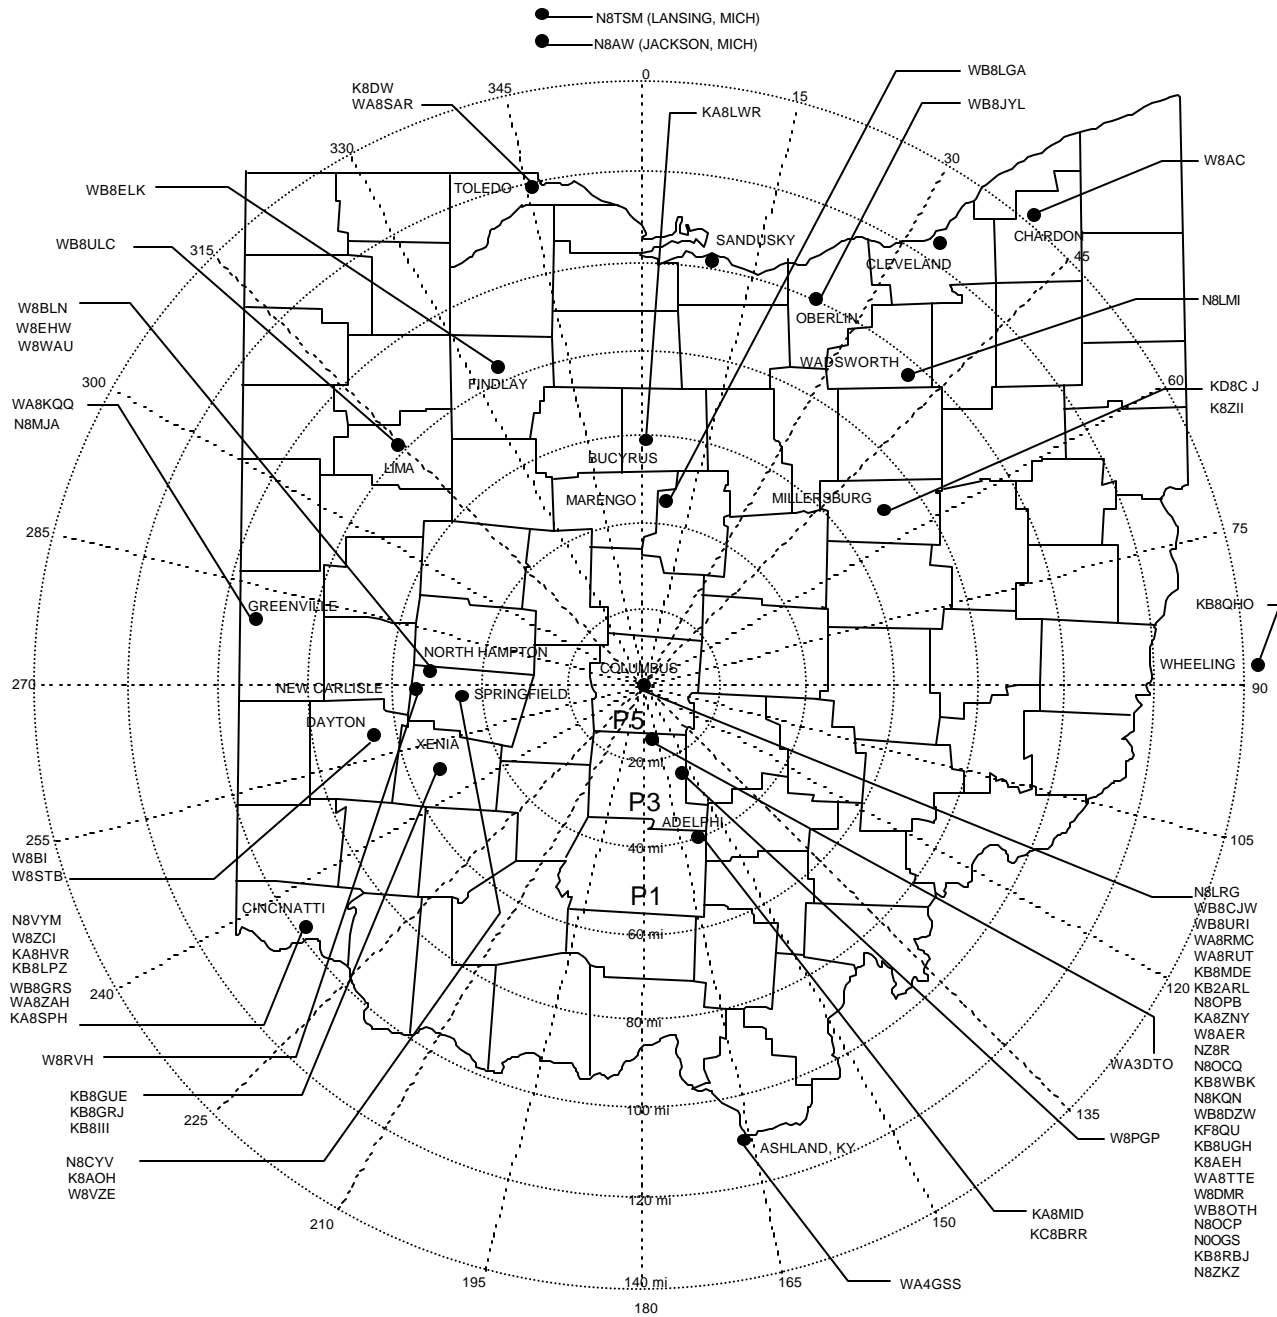 N8TSM (LANSING, MICH)
N8AW (JACKSON, MICH)
0
WB8LGA
K8DW
345
15
WA8SAR
WB8JYL
KA8LWR
330
30
W8AC
WB8ELK
TOLEDO
CHARDON
SANDUSKY
WB8ULC
315
CLEVELAND
45
W8BLN
W8EHW
W8WAU
N8LMI
OBERLIN
WADSWORTH
300
FINDLAY
60
KD8C J
K8ZII
WA8KQQ
N8MJA
LIMA
BUCYRUS
MARENGO
MILLERSBURG
285
75
GREENVILLE
KB8QHO
NORTH HAMPTON
COLUMBUS
WHEELING
270
NEW CARLISLE
SPRINGFIELD
90
DAYTON
P5
XENIA
20 mi
P3
ADELPHI
255
105
40 mi
W8BI
W8STB
P1
CINCINATTI
60 mi
N8VYM
W8ZCI
KA8HVR
KB8LPZ
WB8GRS
WA8ZAH
KA8SPH
240
120
80 mi
N8LRG
WB8CJW
WB8URI
WA8RMC
WA8RUT
KB8MDE
KB2ARL
N8OPB
KA8ZNY
W8AER
NZ8R
N8OCQ
KB8WBK
N8KQN
WB8DZW
KF8QU
KB8UGH
K8AEH
WA8TTE
W8DMR
WB8OTH
N8OCP
N0OGS
KB8RBJ
N8ZKZ
WA3DTO
W8RVH
KB8GUE
KB8GRJ
KB8III
225
100 mi
135
W8PGP
ASHLAND, KY
N8CYV
K8AOH
W8VZE
120 mi
210
150
KA8MID
KC8BRR
195
140 mi
165
WA4GSS
180